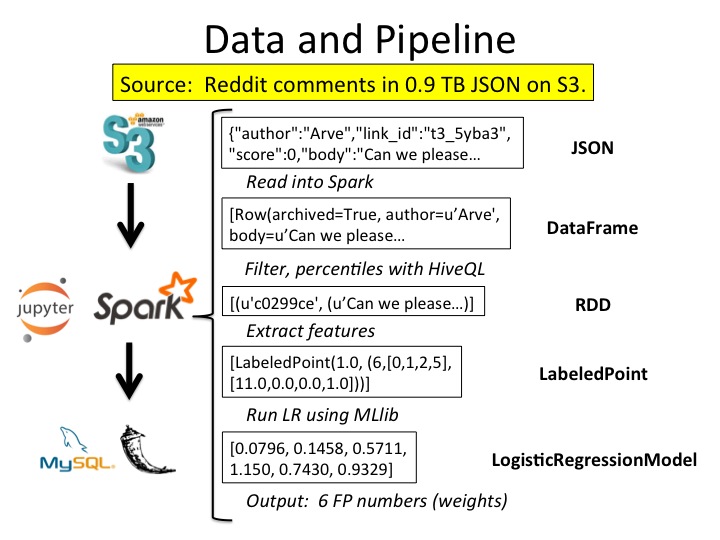 Data and Pipeline
Source:  Reddit comments in 0.9 TB JSON on S3.
amazon
webservices
S3
{"author":"Arve","link_id":"t3_5yba3",
"score":0,"body":"Can we please…
JSON
Read into Spark
[Row(archived=True, author=u’Arve',
body=u’Can we please…
DataFrame
Filter, percentiles with HiveQL
jupyter
Spark
[(u'c0299ce', (u’Can we please…)]
RDD
Extract features
[LabeledPoint(1.0, (6,[0,1,2,5],
[11.0,0.0,0.0,1.0]))]
LabeledPoint
Run LR using MLlib
MySQL
[0.0796, 0.1458, 0.5711,
1.150, 0.7430, 0.9329]
LogisticRegressionModel
Output:  6 FP numbers (weights)